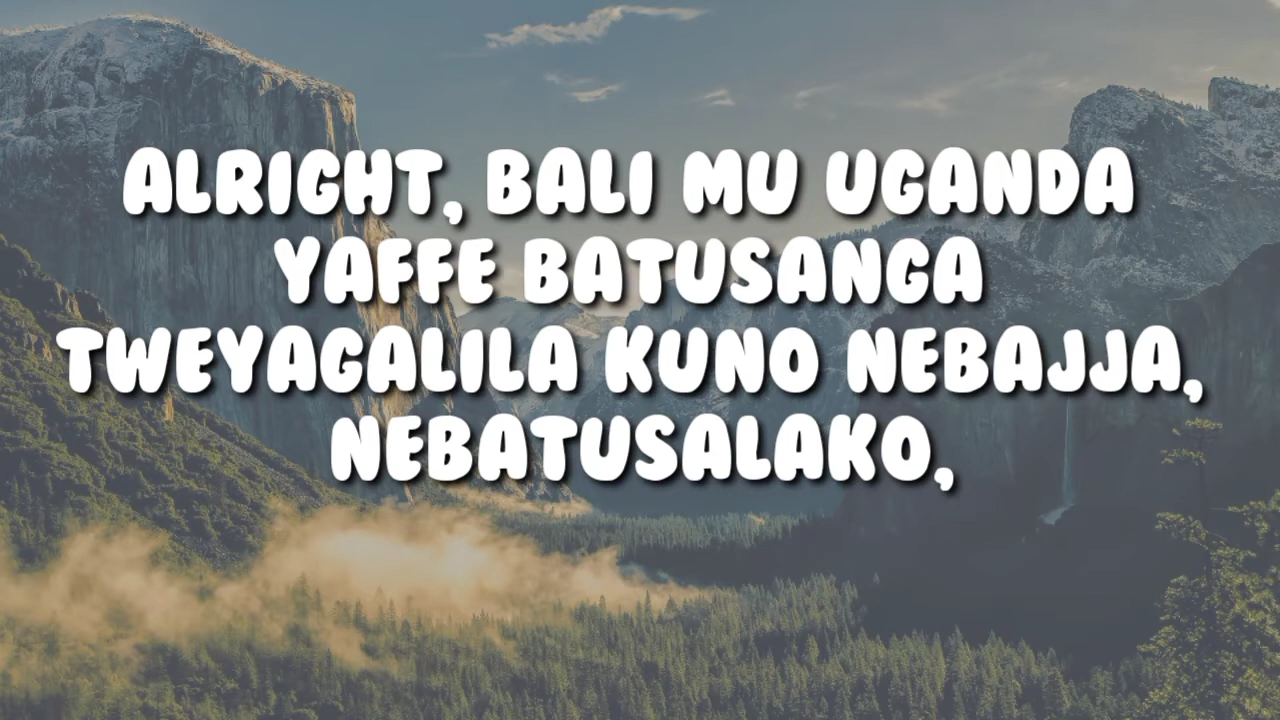 ALRIGHT, BALI MU UGANDA
YAFFE BATUSANGA
TWEYAGALILA KUNO NEBAJJA,
NEBATUSALAKO,